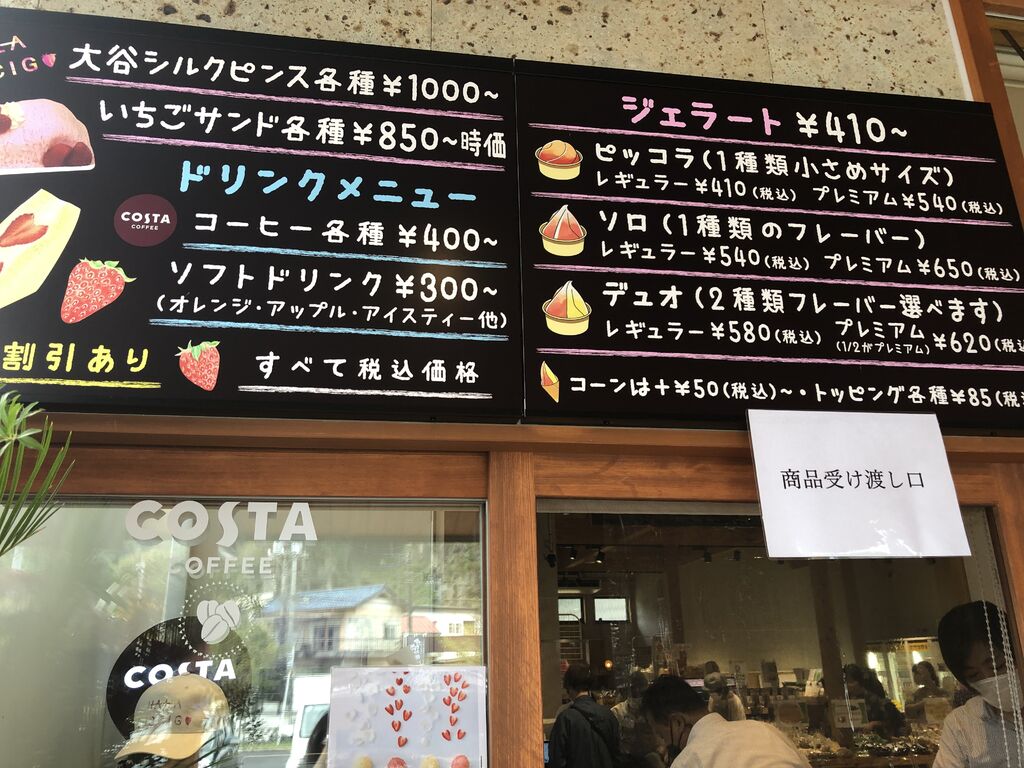 大谷シルクピンス各種¥1000~
いちごサンド各種¥850~時価
ドリンクメニュー
COSTA
COFFEE
コーヒー各種 ¥400~
ソフトドリンク¥300~
(オレンジ・アップル・アイスティー他)
割引あり
すべて税込価格
ジェラート ¥410~
ピッコラ(1種類小さめサイズ)
レギュラー¥410(税込) プレミアム¥540(税込)
ソロ(1種類のフレーバー)
レギュラー¥540(税込) プレミアム¥650(税込)
デュオ(2種類フレーバー選べます)
レギュラー¥580(税込) プレミアム(1/2がプレミアム)¥620(税込
コーンは+¥50(税込)~・トッピング各種¥85(税
商品受け渡し口
COSTA
COFFEE
COSTA